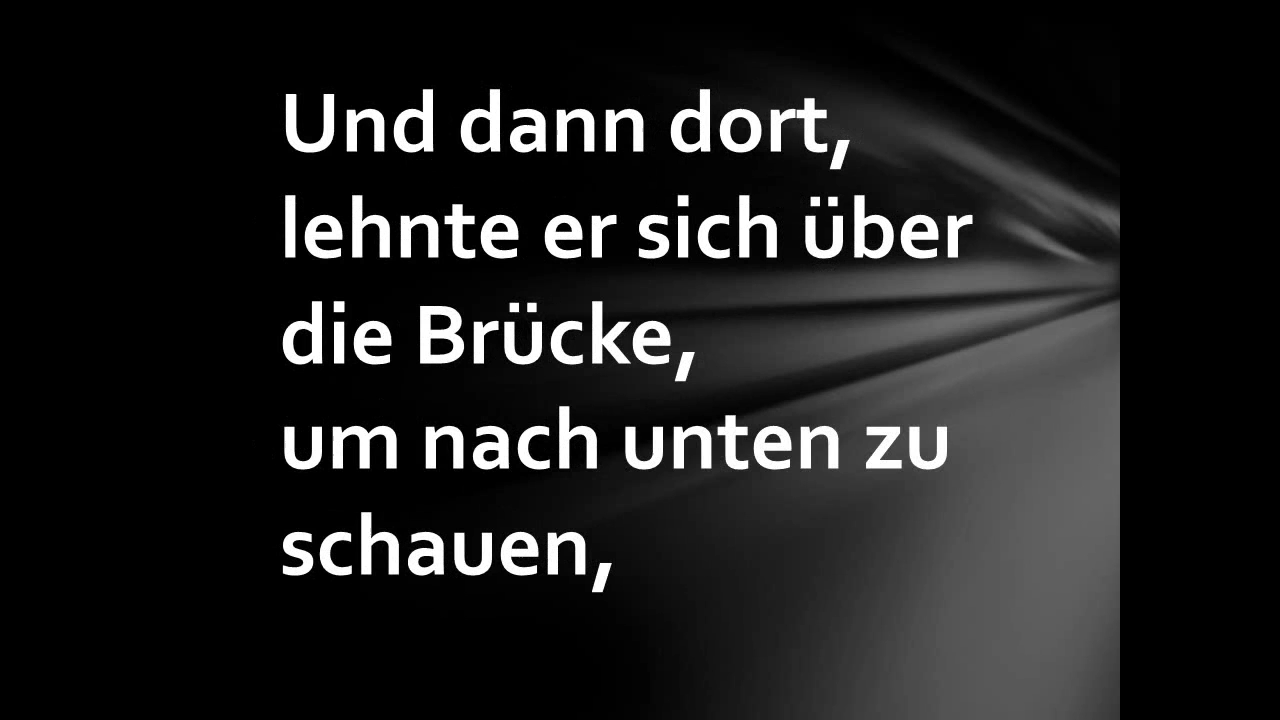 Und dann dort,
lehnte er sich über
die Brücke,
um nach unten zu
schauen,